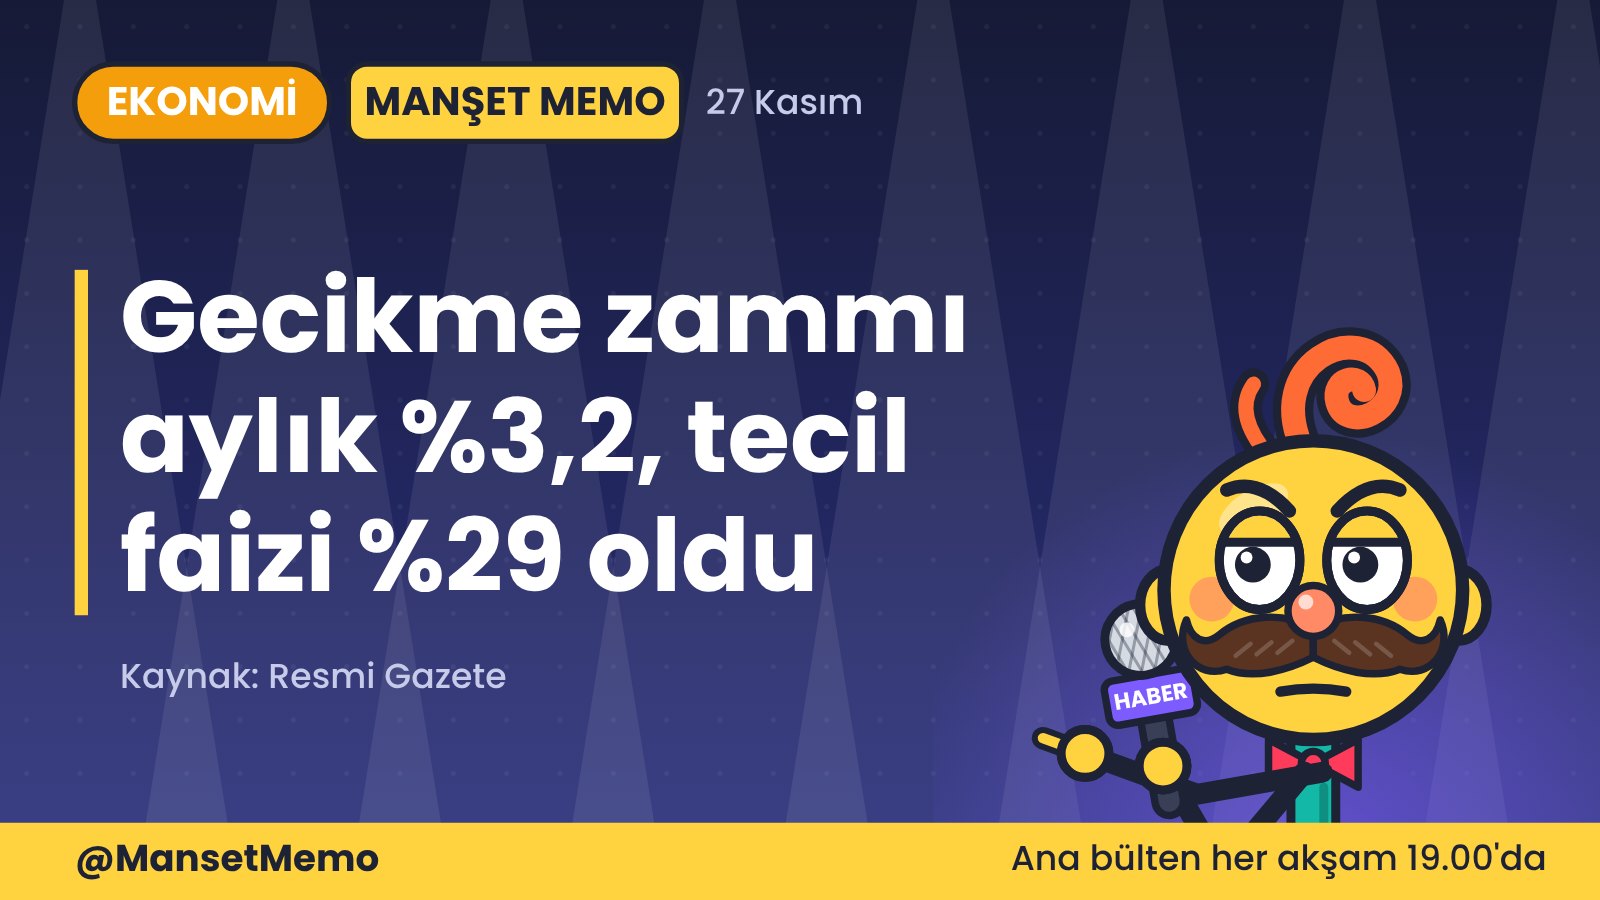 EKONOMİ
MANŞET MEMO
27 Kasım
Gecikme zammı
aylık %3,2, tecil
faizi %29 oldu
Kaynak: Resmi Gazete
HABER
@MansetMemo
Ana bülten her akşam 19.00'da